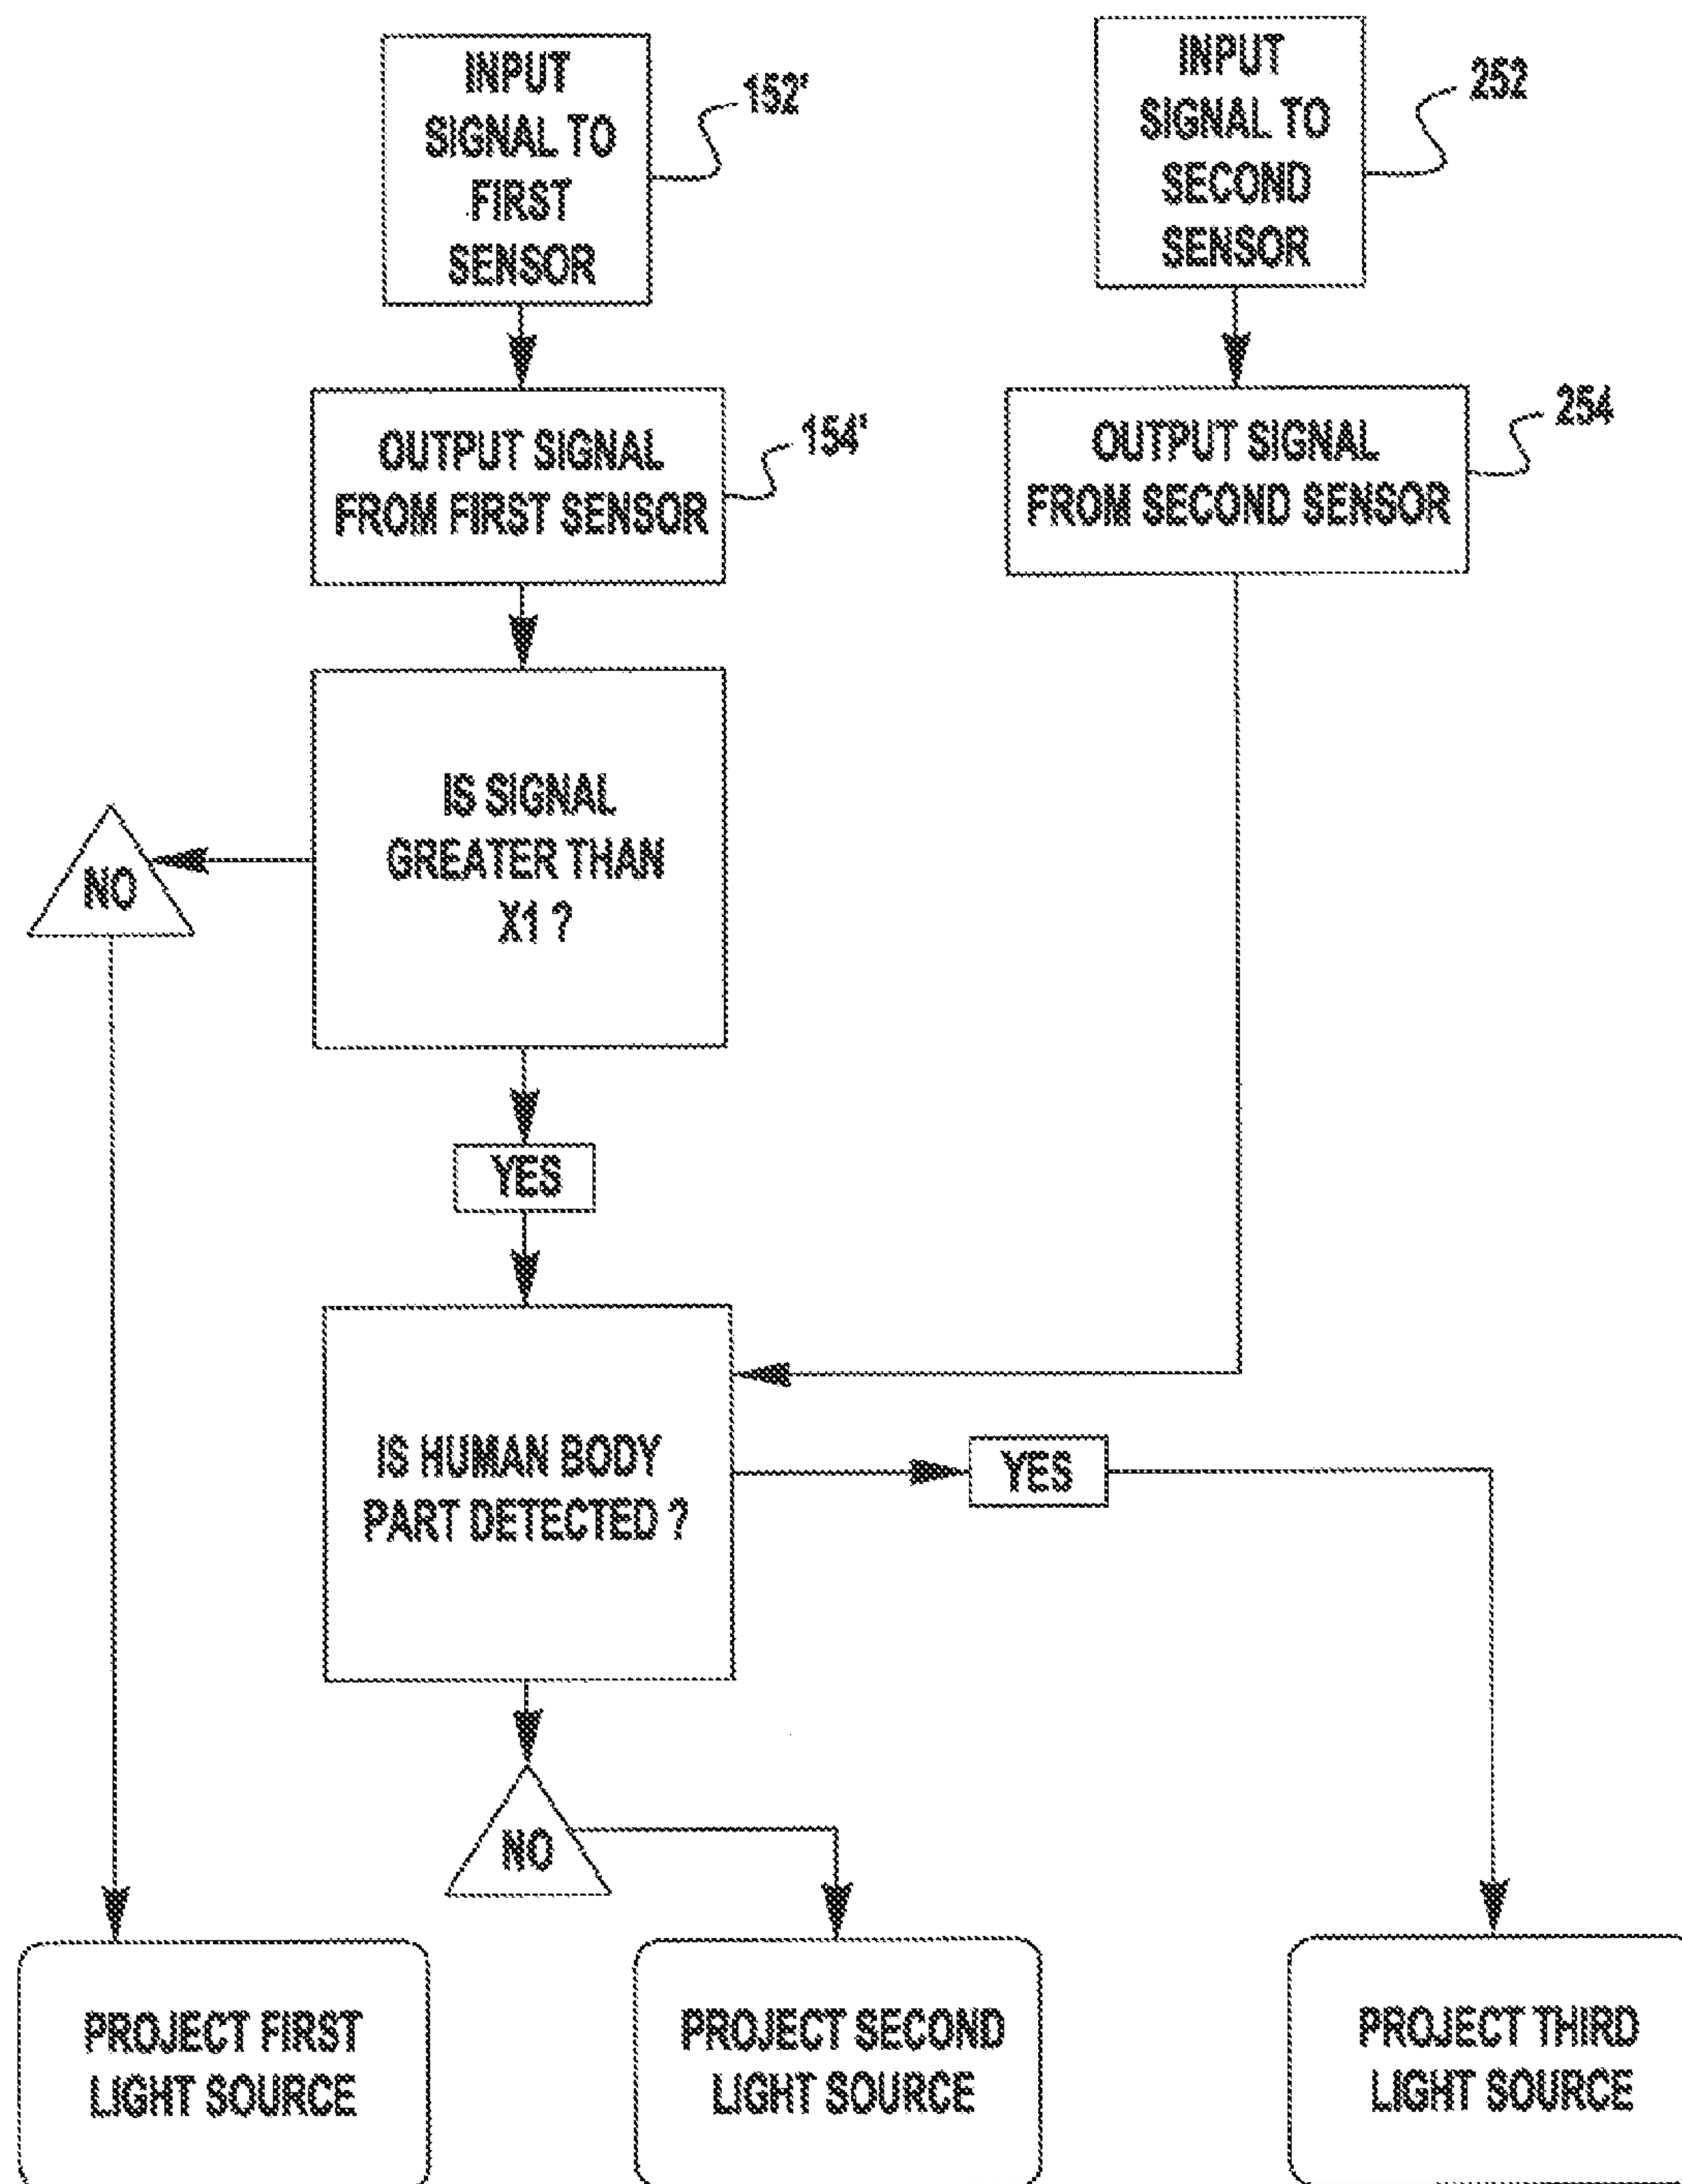 INPUT
SIGNAL TO
FIRST
SENSOR
152'
INPUT
SIGNAL TO
SECOND
SENSOR
252
OUTPUT SIGNAL
FROM FIRST SENSOR
154'
OUTPUT SIGNAL
FROM SECOND SENSOR
254
IS SIGNAL
GREATER THAN
X1 ?
NO
YES
IS HUMAN BODY
PART DETECTED ?
YES
NO
PROJECT FIRST
LIGHT SOURCE
PROJECT SECOND
LIGHT SOURCE
PROJECT THIRD
LIGHT SOURCE